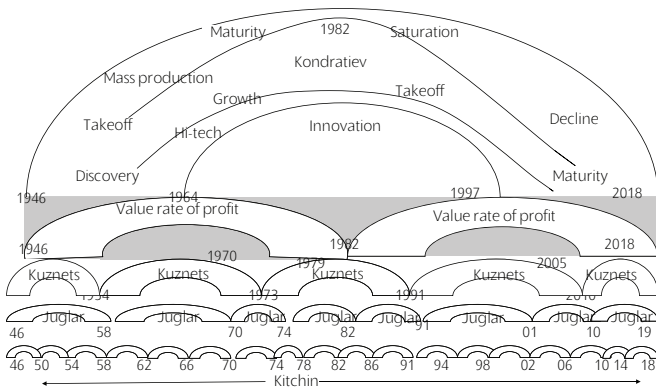 Maturity 1982 Saturation
Kondratiev
Mass production
Growth Takeoff
Takeoff Hi-tech Innovation Decline
Discovery Maturity
1946 1964 1997 2018
Value rate of profit Value rate of profit
1946 1982 2018
1970 1979 2005
Kuznets Kuznets Kuznets Kuznets Kuznets
1954 1973 1991 2010
Juglar Juglar Juglar Juglar Juglar Juglar Juglar Juglar
46 58 70 74 82 91 01 10 19
46 50 54 58 62 66 70 74 78 82 86 91 94 98 02 06 10 14 18
Kitchin